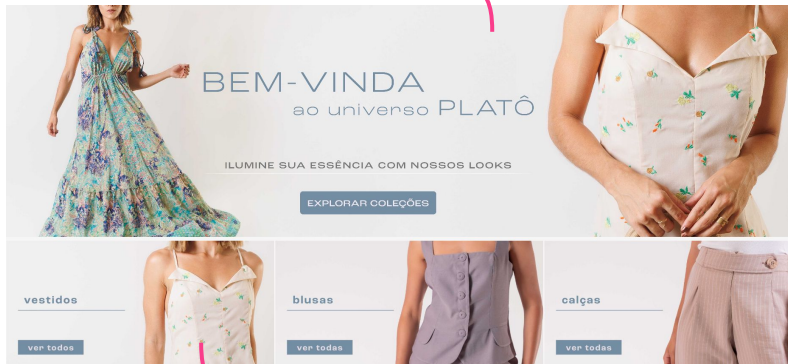 BEM-VINDA
ao universo PLATÔ
ILUMINE SUA ESSÊNCIA COM NOSSOS LOOKS
EXPLORAR COLEÇÕES
vestidos
blusas
calças
ver todos
ver todas
ver todas